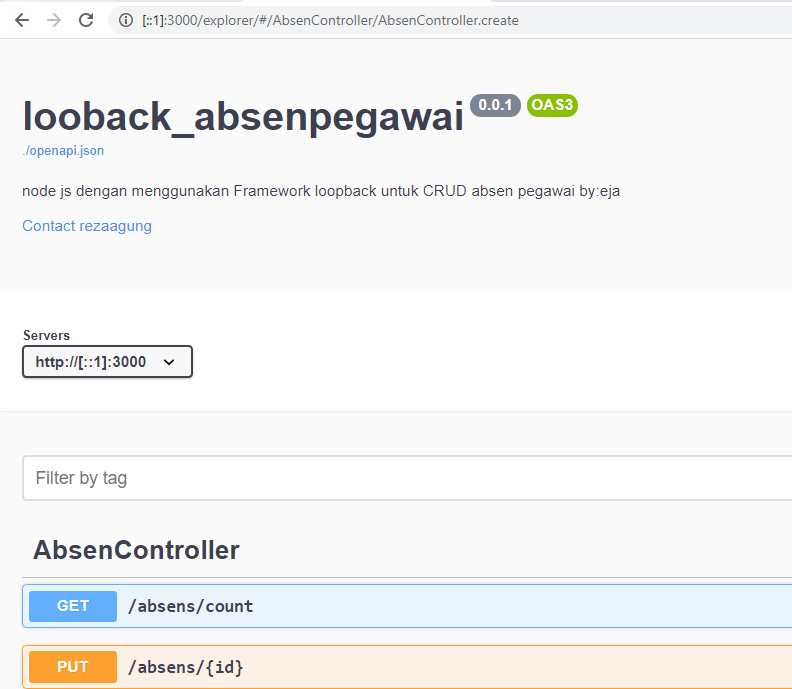 [::1]:3000/explorer/#/AbsenController/AbsenController.create
looback_absenpegawai 0.0.1 OAS3
./openapi.json
node js dengan menggunakan Framework loopback untuk CRUD absen pegawai by:eja
Contact rezaagung
Servers
http://[::1]:3000
Filter by tag
AbsenController
GET /absens/count
PUT /absens/{id}